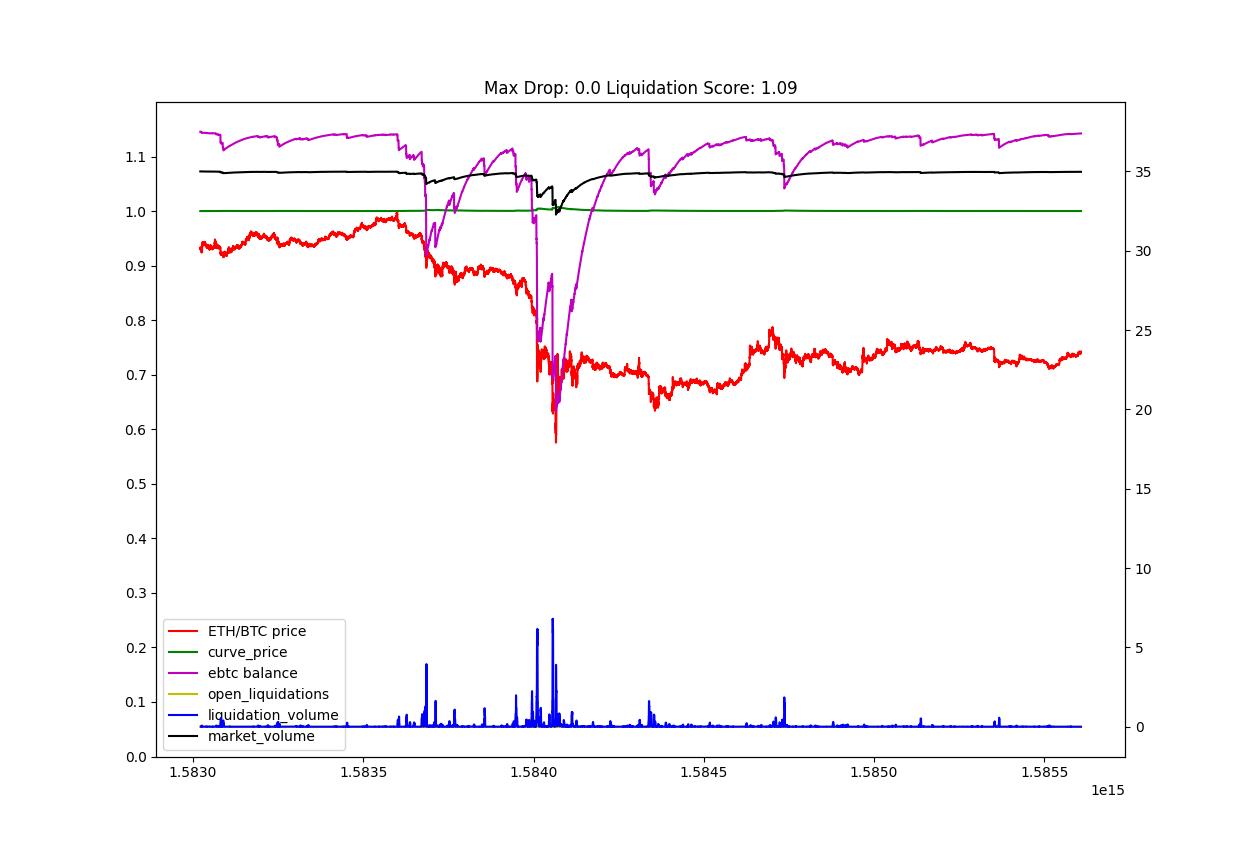 Max Drop: 0.0 Liquidation Score: 1.09
1.1
1.0
0.9
0.8
0.7
0.6
0.5
0.4
0.3
0.2
0.1
0.0
35
30
25
20
15
10
5
0
ETH/BTC price
curve_price
ebtc balance
open_liquidations
liquidation_volume
market_volume
1.5830 1.5835 1.5840 1.5845 1.5850 1.5855
1e15